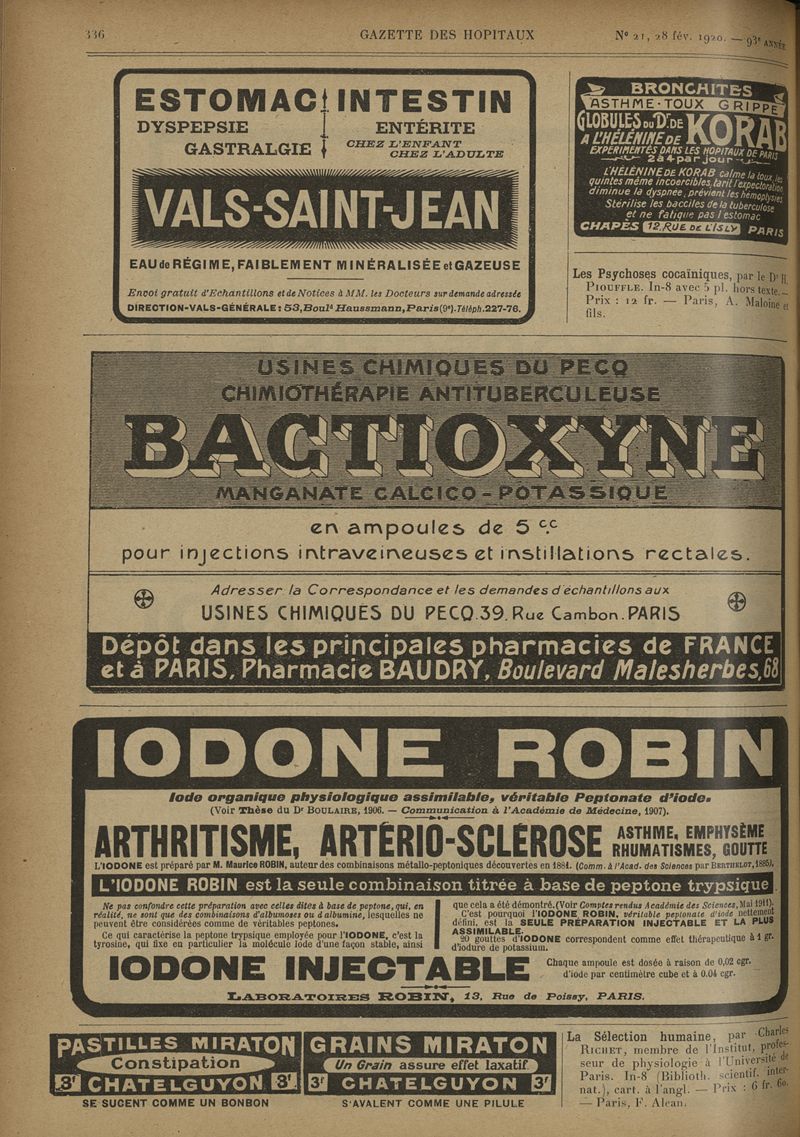 336
GAZETTE DES HOPITAUX
N° 21, 28 fév. 1920. — 93e ANNÉE
ESTOMAC INTESTIN
DYSPEPSIE ENTÉRITE
GASTRALGIE CHEZ L'ENFANT
CHEZ L'ADULTE
VALS-SAINT-JEAN
EAU de RÉGIME, FAIBLEMENT MINÉRALISÉE et GAZEUSE
Encoi gratuit d'Echantillons et de Notices à MM. les Docteurs sur demande adressée
DIRECTION-VALS-GÉNÉRALE : 53, Boulᵈ Haussmann, Paris (9ᵉ). Téléph. 227-76.
BRONCHITES
ASTHME-TOUX GRIPPE
GLOBULES DU Dr DE KORAB
A L'HÉLÉNINE DE
EXPÉRIMENTÉS DANS LES HOPITAUX DE PARIS
2 à 4 par jour
L'HÉLÉNINE DE KORAB calme la toux, les
quintes même incoercibles, tarit l'expectoration
diminue la dyspnée, prévient les hémoptysies
Stérilise les bacilles de la tuberculose
et ne fatigue pas l'estomac
CHAPES 12, RUE DE L'ISLY PARIS
Les Psychoses cocaïniques, par le Dr H.
PIOUFFLE. In-8 avec 5 pl. hors texte. —
Prix : 12 fr. — Paris, A. Maloine et
fils.
USINES CHIMIQUES DU PECQ
CHIMIOTHÉRAPIE ANTITUBERCULEUSE
BACTIOXYNE
MANGANATE CALCICO-POTASSIQUE
en ampoules de 5 c.c
pour injections intraveineuses et instillations rectales.
Adresser la Correspondance et les demandes d'échantillons aux
USINES CHIMIQUES DU PECQ. 39. Rue Cambon. PARIS
Dépôt dans les principales pharmacies de FRANCE
et à PARIS, Pharmacie BAUDRY, Boulevard Malesherbes, 68
IODONE ROBIN
Iode organique physiologique assimilable, véritable Peptonate d'iode.
(Voir Thèse du Dr BOULAIRE, 1906. — Communication à l'Académie de Médecine, 1907).
ARTHRITISME, ARTÉRIO-SCLÉROSE ASTHME, EMPHYSÈME
RHUMATISMES, GOUTTE
L'IODONE est préparé par M. Maurice ROBIN, auteur des combinaisons métallo-peptoniques découvertes en 1881. (Comm. à l'Acad. des Sciences par BERTHELOT, 1885).
L'IODONE ROBIN est la seule combinaison titrée à base de peptone trypsique
Ne pas confondre cette préparation avec celles dites à base de peptone, qui, en
réalité, ne sont que des combinaisons d'albumoses ou d'albumine, lesquelles ne
peuvent être considérées comme de véritables peptones.
Ce qui caractérise la peptone trypsique employée pour l'IODONE, c'est la
tyrosine, qui fixe en particulier la molécule iode d'une façon stable, ainsi
que cela a été démontré. (Voir Comptes rendus Académie des Sciences, Mai 1911).
C'est pourquoi l'IODONE ROBIN, véritable peptonate d'iode nettement
défini, est la SEULE PRÉPARATION INJECTABLE ET LA PLUS
ASSIMILABLE.
20 gouttes d'IODONE correspondent comme effet thérapeutique à 1 gr.
d'iodure de potassium.
IODONE INJECTABLE Chaque ampoule est dosée à raison de 0,02 cgr.
d'iode par centimètre cube et à 0.04 cgr.
LABORATOIRES ROBIN, 13, Rue de Poissy, PARIS.
PASTILLES MIRATON
Constipation
3f CHATELGUYON 3f
SE SUCENT COMME UN BONBON
GRAINS MIRATON
Un Grain assure effet laxatif
3f CHATELGUYON 3f
S'AVALENT COMME UNE PILULE
La Sélection humaine, par Charles
RICHET, membre de l'Institut, profes-
seur de physiologie à l'Université de
Paris. In-8 (Biblioth. scientif. inter-
nat.), cart. à l'angl. — Prix : 6 fr. 60.
— Paris, F. Alcan.